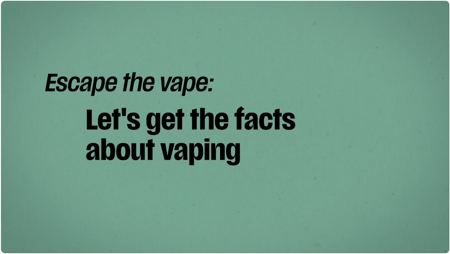 Escape the vape:
Let's get the facts
about vaping